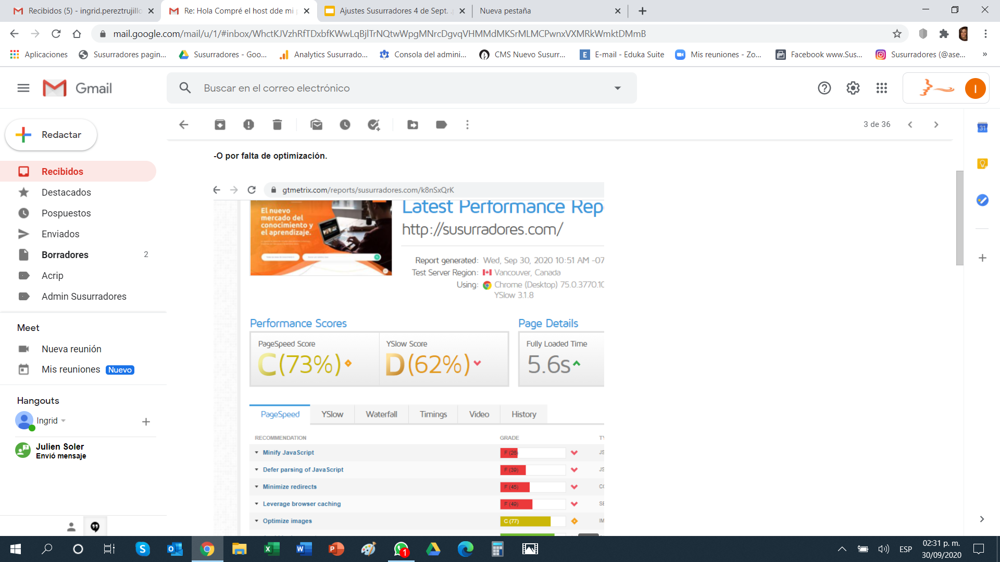 Recibidos (5) - ingrid.pereztrujillo
Re: Hola Compré el host dde mi p
Ajustes Susurradores 4 de Sept. .p
Nueva pestaña
mail.google.com/mail/u/1/#inbox/WhctKJVzhRfTDxbfKWwLqBjlTrNQtwWpgMNrcDgvqVHMMdMKSrMLMCPwnxVXMRkWmktDMmB
Aplicaciones
Susurradores pagin...
Susurradores - Goo...
Analytics Susurrado...
Consola del admini...
CMS Nuevo Susurr...
E-mail - Eduka Suite
Mis reuniones - Zo...
Facebook www.Sus...
Susurradores (@ase...
»
Gmail
Buscar en el correo electrónico
I
Redactar
3 de 36
31
Recibidos
Destacados
Pospuestos
Enviados
Borradores 2
Acrip
Admin Susurradores
Meet
Nueva reunión
Mis reuniones Nuevo
Hangouts
Ingrid
Julien Soler
Envió mensaje
-O por falta de optimización.
gtmetrix.com/reports/susurradores.com/k8nSxQrK
El nuevo
mercado del
conocimiento y
el aprendizaje.
Latest Performance Rep
http://susurradores.com/
Report generated: Wed, Sep 30, 2020 10:51 AM -07
Test Server Region: Vancouver, Canada
Using: Chrome (Desktop) 75.0.3770.10
YSlow 3.1.8
Performance Scores
Page Details
PageSpeed Score
YSlow Score
Fully Loaded Time
C (73%)
D (62%)
5.6s
PageSpeed
YSlow
Waterfall
Timings
Video
History
RECOMMENDATION GRADE TY
Minify JavaScript F (26) JS
Defer parsing of JavaScript F (39) JS
Minimize redirects F (45) CO
Leverage browser caching F (49) SE
Optimize images C (77) IM
1
ESP
02:31 p. m.
30/09/2020